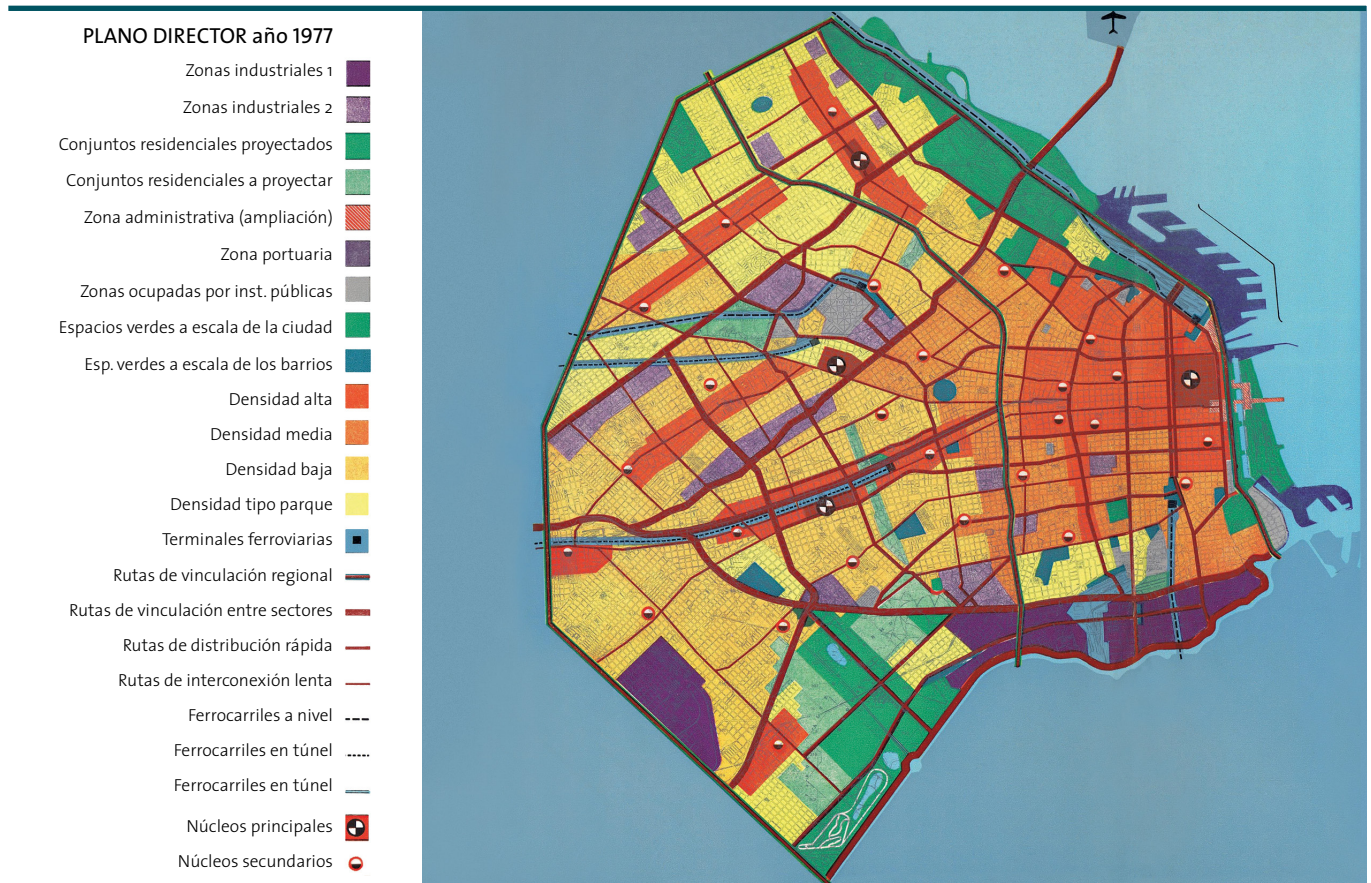 PLANO DIRECTOR año 1977
Zonas industriales 1
Zonas industriales 2
Conjuntos residenciales proyectados
Conjuntos residenciales a proyectar
Zona administrativa (ampliación)
Zona portuaria
Zonas ocupadas por inst. públicas
Espacios verdes a escala de la ciudad
Esp. verdes a escala de los barrios
Densidad alta
Densidad media
Densidad baja
Densidad tipo parque
Terminales ferroviarias
Rutas de vinculación regional
Rutas de vinculación entre sectores
Rutas de distribución rápida
Rutas de interconexión lenta
Ferrocarriles a nivel
Ferrocarriles en túnel
Ferrocarriles en túnel
Núcleos principales
Núcleos secundarios